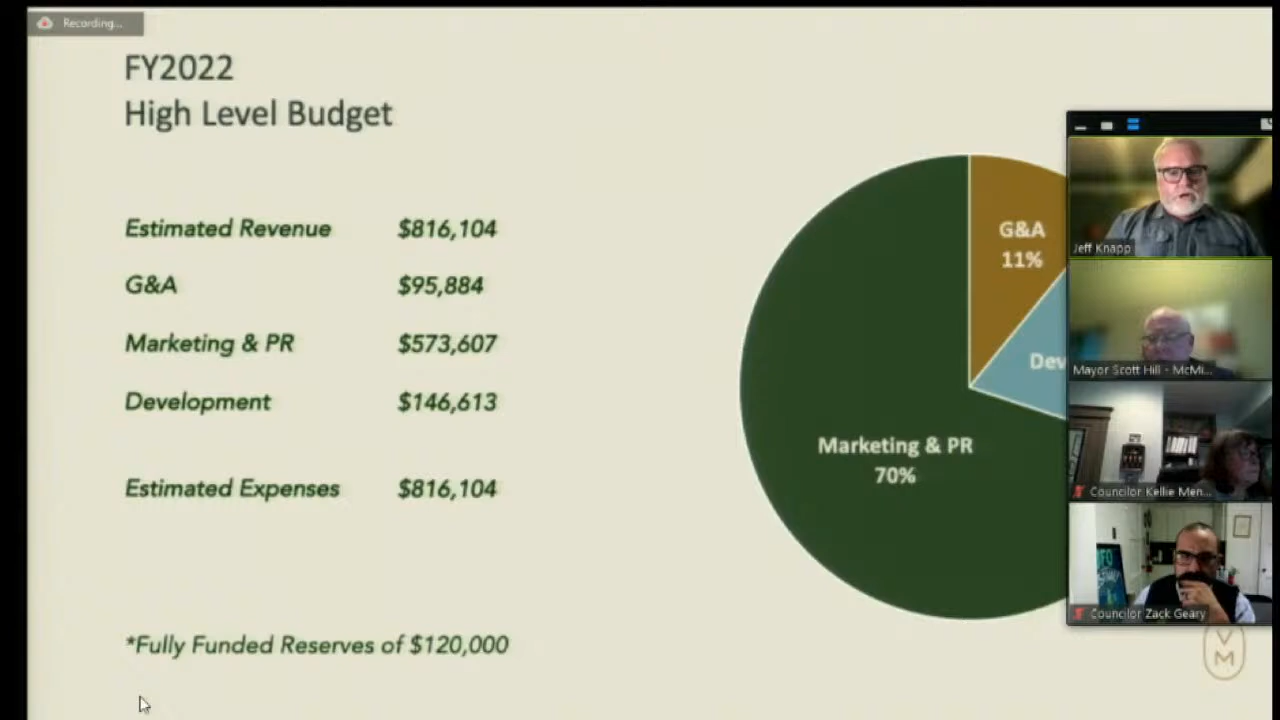 Recording...
FY2022
High Level Budget
Estimated Revenue $816,104
G&A $95,884
Marketing & PR $573,607
Development $146,613
Estimated Expenses $816,104
*Fully Funded Reserves of $120,000
G&A
11%
Dev
Marketing & PR
70%
Jeff Knapp
Mayor Scott Hill - McMi...
Councilor Kellie Men...
Councilor Zack Geary
V
M